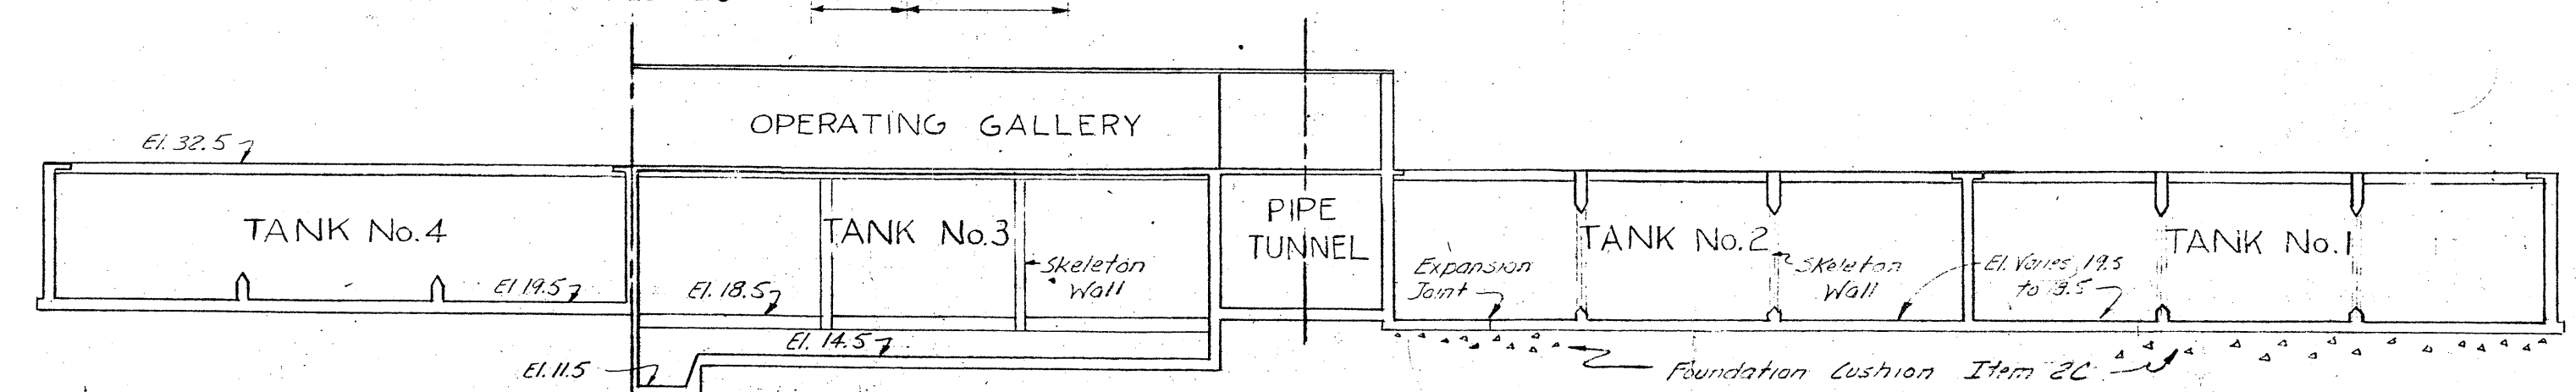 OPERATING GALLERY
El. 32.5
TANK No. 4
El 19.5
El. 18.5
TANK No. 3
Skeleton
Wall
El. 14.5
El. 11.5
PIPE
TUNNEL
Expansion
Joint
TANK No. 2
Skeleton
Wall
El. Varies 19.5
to
TANK No. 1
Foundation Cushion Item 2C